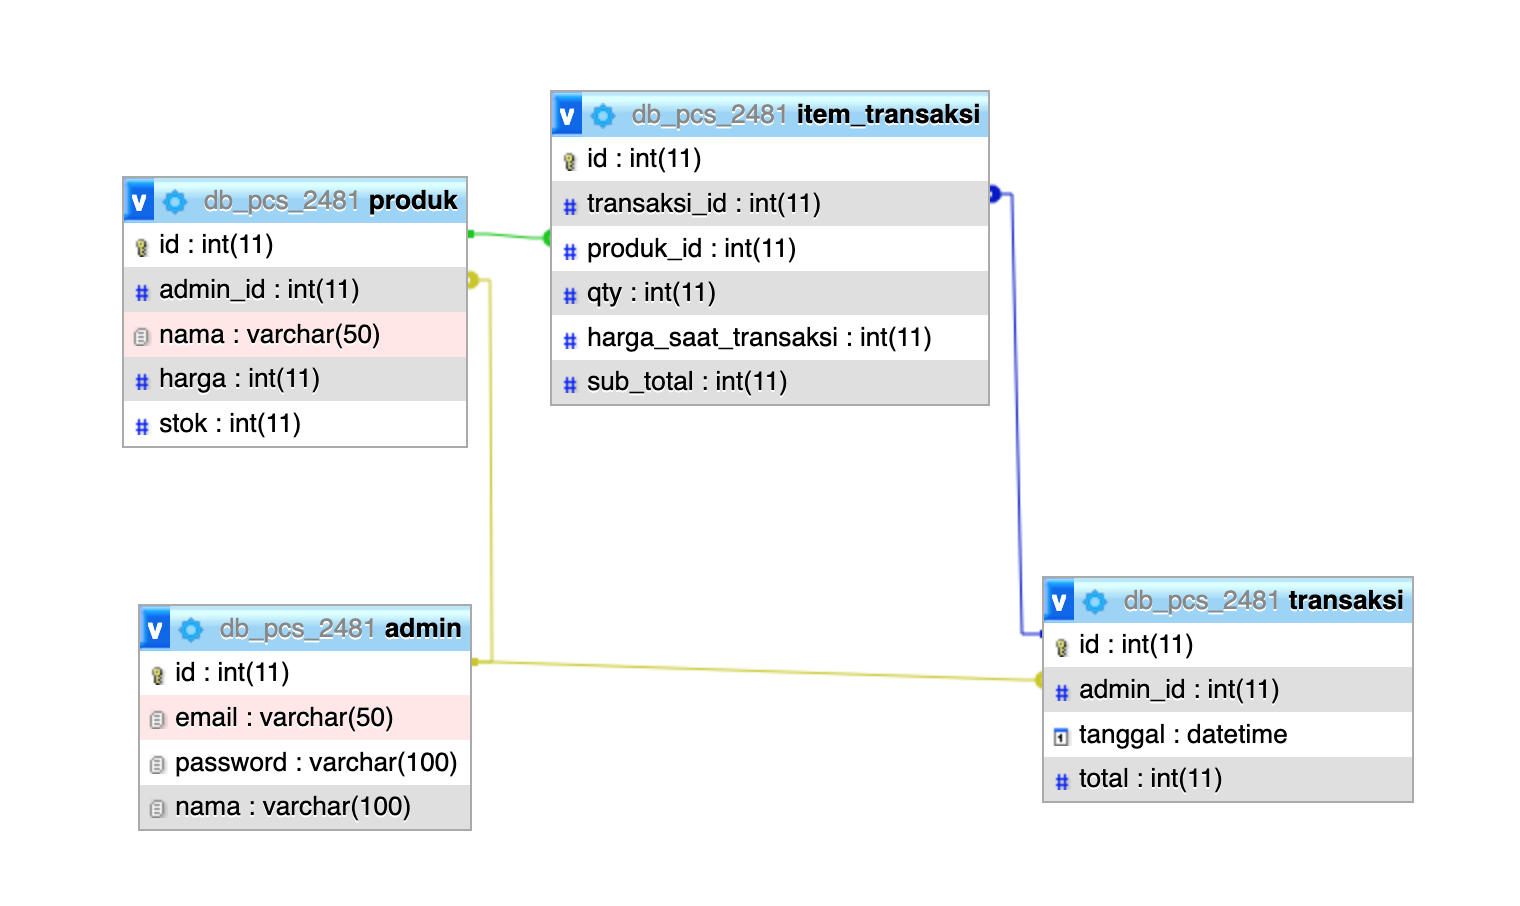 v db_pcs_2481 item_transaksi
id : int(11)
# transaksi_id : int(11)
# produk_id : int(11)
# qty : int(11)
# harga_saat_transaksi : int(11)
# sub_total : int(11)
v db_pcs_2481 produk
id : int(11)
# admin_id : int(11)
nama : varchar(50)
# harga : int(11)
# stok : int(11)
v db_pcs_2481 admin
id : int(11)
email : varchar(50)
password : varchar(100)
nama : varchar(100)
v db_pcs_2481 transaksi
id : int(11)
# admin_id : int(11)
tanggal : datetime
# total : int(11)